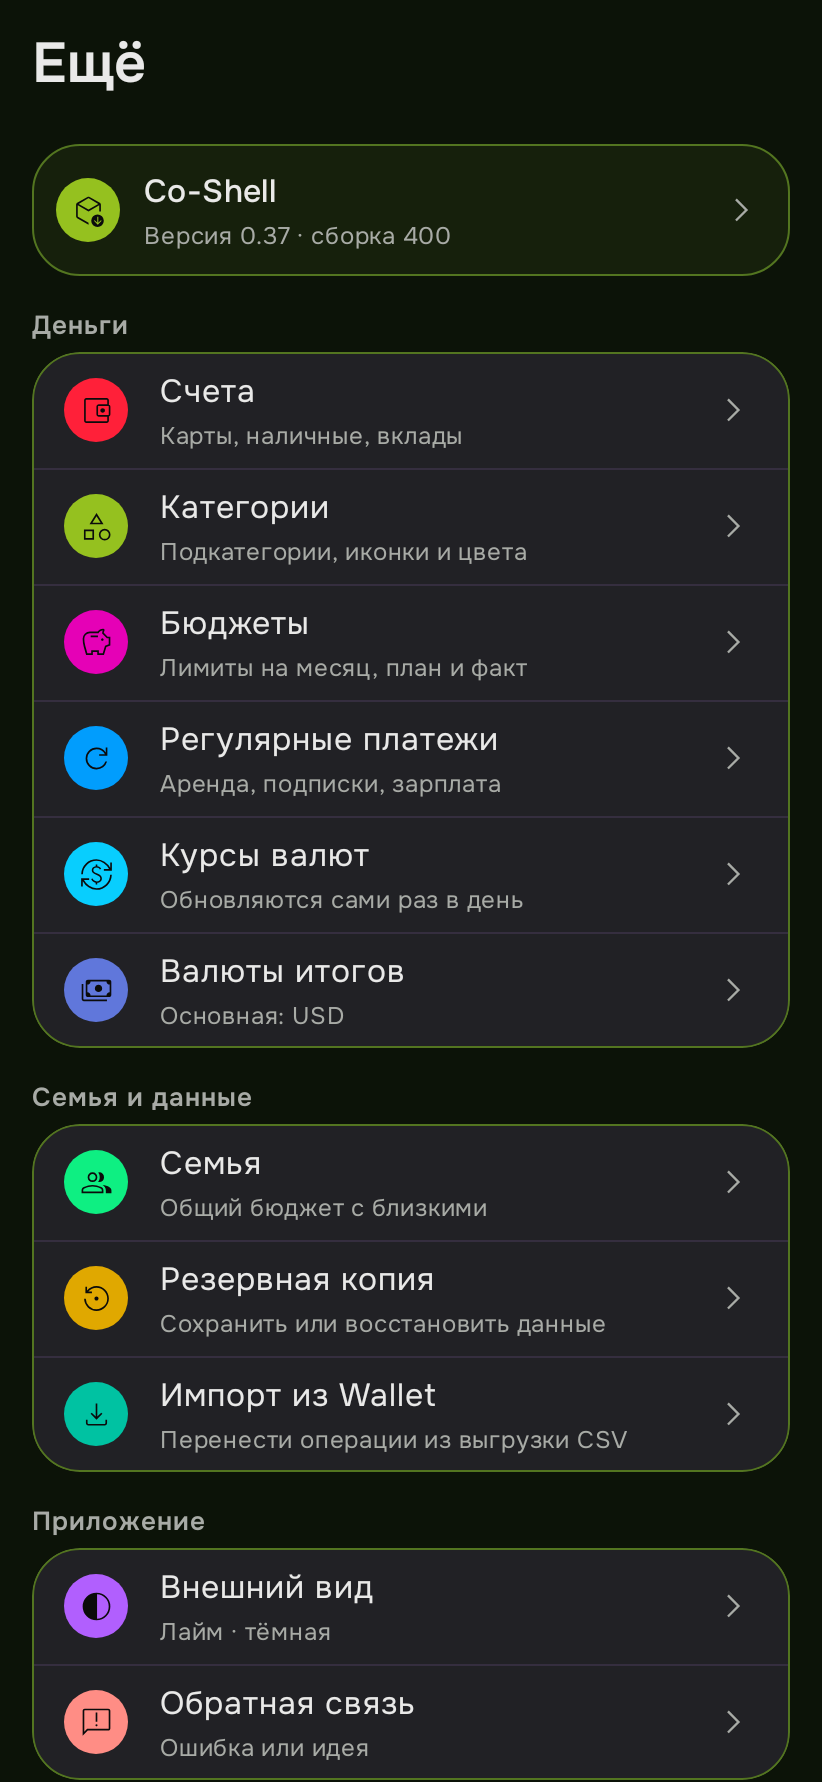 Ещё
Co-Shell
Версия 0.37 · сборка 400
Деньги
Счета
Карты, наличные, вклады
Категории
Подкатегории, иконки и цвета
Бюджеты
Лимиты на месяц, план и факт
Регулярные платежи
Аренда, подписки, зарплата
Курсы валют
Обновляются сами раз в день
Валюты итогов
Основная: USD
Семья и данные
Семья
Общий бюджет с близкими
Резервная копия
Сохранить или восстановить данные
Импорт из Wallet
Перенести операции из выгрузки CSV
Приложение
Внешний вид
Лайм · тёмная
Обратная связь
Ошибка или идея